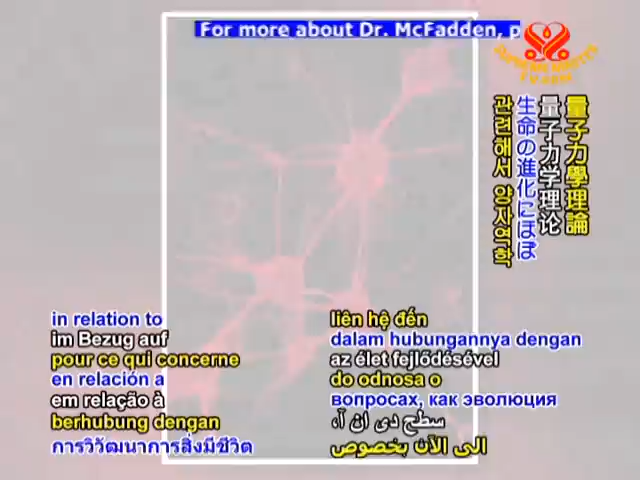 For more about Dr. McFadden, p
量子力學理論
量子力学理论
生命の進化にほぼ
관련해서 양자역학
in relation to
im Bezug auf
pour ce qui concerne
en relación a
em relação à
berhubung dengan
การวิวัฒนาการสิ่งมีชีวิต
liên hệ đến
dalam hubungannya dengan
az élet fejlődésével
do odnosa o
вопросах, как эволюция
سطح دی ان آ،
الى الآن بخصوص